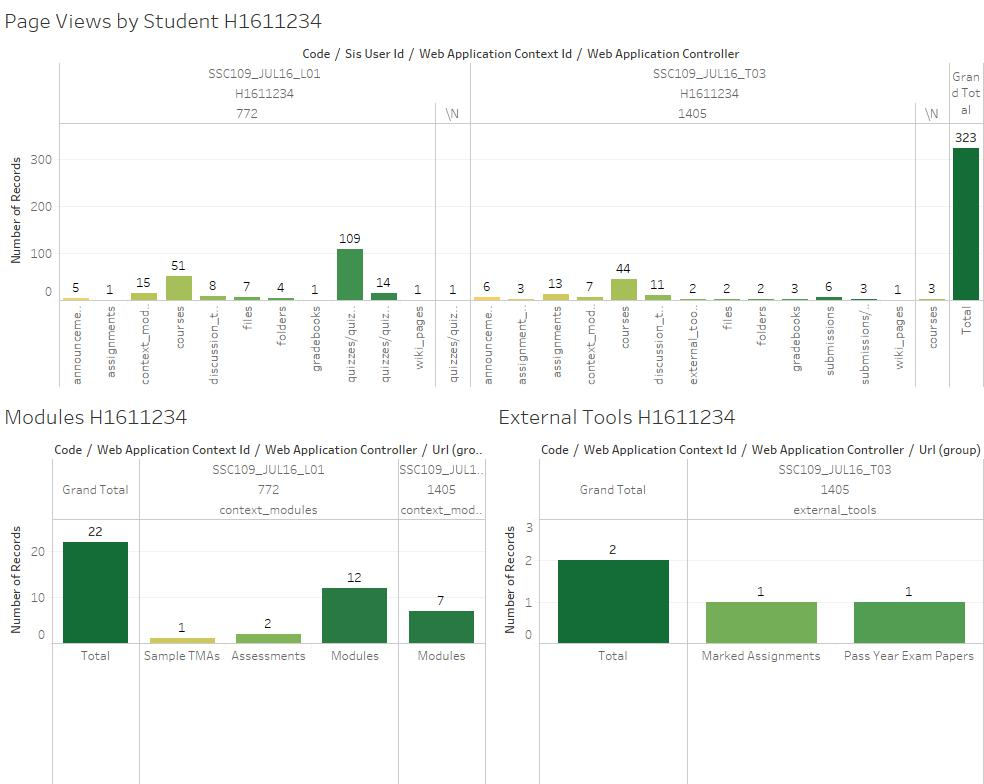 Page Views by Student H1611234
Code / Sis User Id / Web Application Context Id / Web Application Controller
SSC109_JUL16_L01 SSC109_JUL16_T03 Gran
H1611234 H1611234 d Tot
772 \N 1405 \N al
Number of Records
300
200
100
0
5 1 15 51 8 7 4 1 109 14 1 1 6 3 13 7 44 11 2 2 2 3 6 3 1 3 323
announceme.. assignments context_mod.. courses discussion_t.. files folders gradebooks quizzes/quiz.. quizzes/quiz.. wiki_pages quizzes/quiz.. announceme.. assignment_.. assignments context_mod.. courses discussion_t.. external_too.. files folders gradebooks submissions submissions/.. wiki_pages courses Total
Modules H1611234
Code / Web Application Context Id / Web Application Controller / Url (gro..
SSC109_JUL16_L01 SSC109_JUL1..
Grand Total 772 1405
context_modules context_mod..
Number of Records
20
10
0
22 1 2 12 7
Total Sample TMAs Assessments Modules Modules
External Tools H1611234
Code / Web Application Context Id / Web Application Controller / Url (group)
SSC109_JUL16_T03
Grand Total 1405
external_tools
Number of Records
3
2
1
0
2 1 1
Total Marked Assignments Pass Year Exam Papers